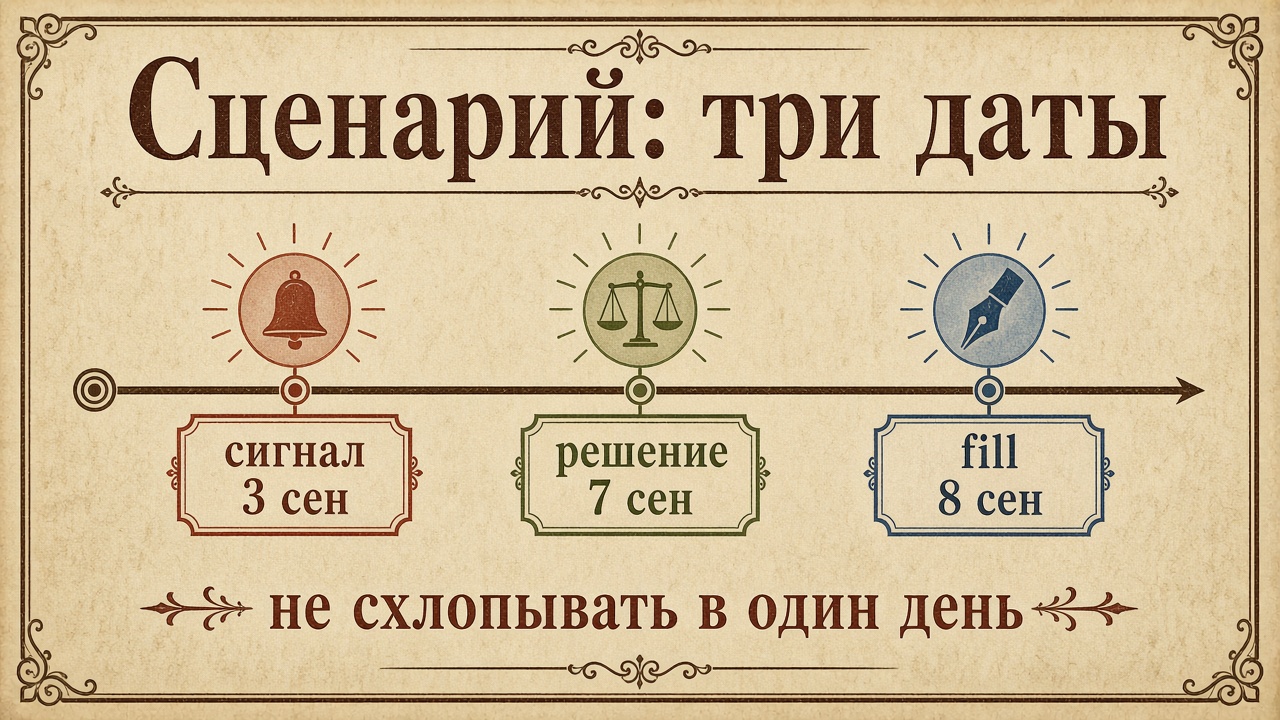 Сценарий: три даты
сигнал
3 сен
решение
7 сен
fill
8 сен
не схлопывать в один день